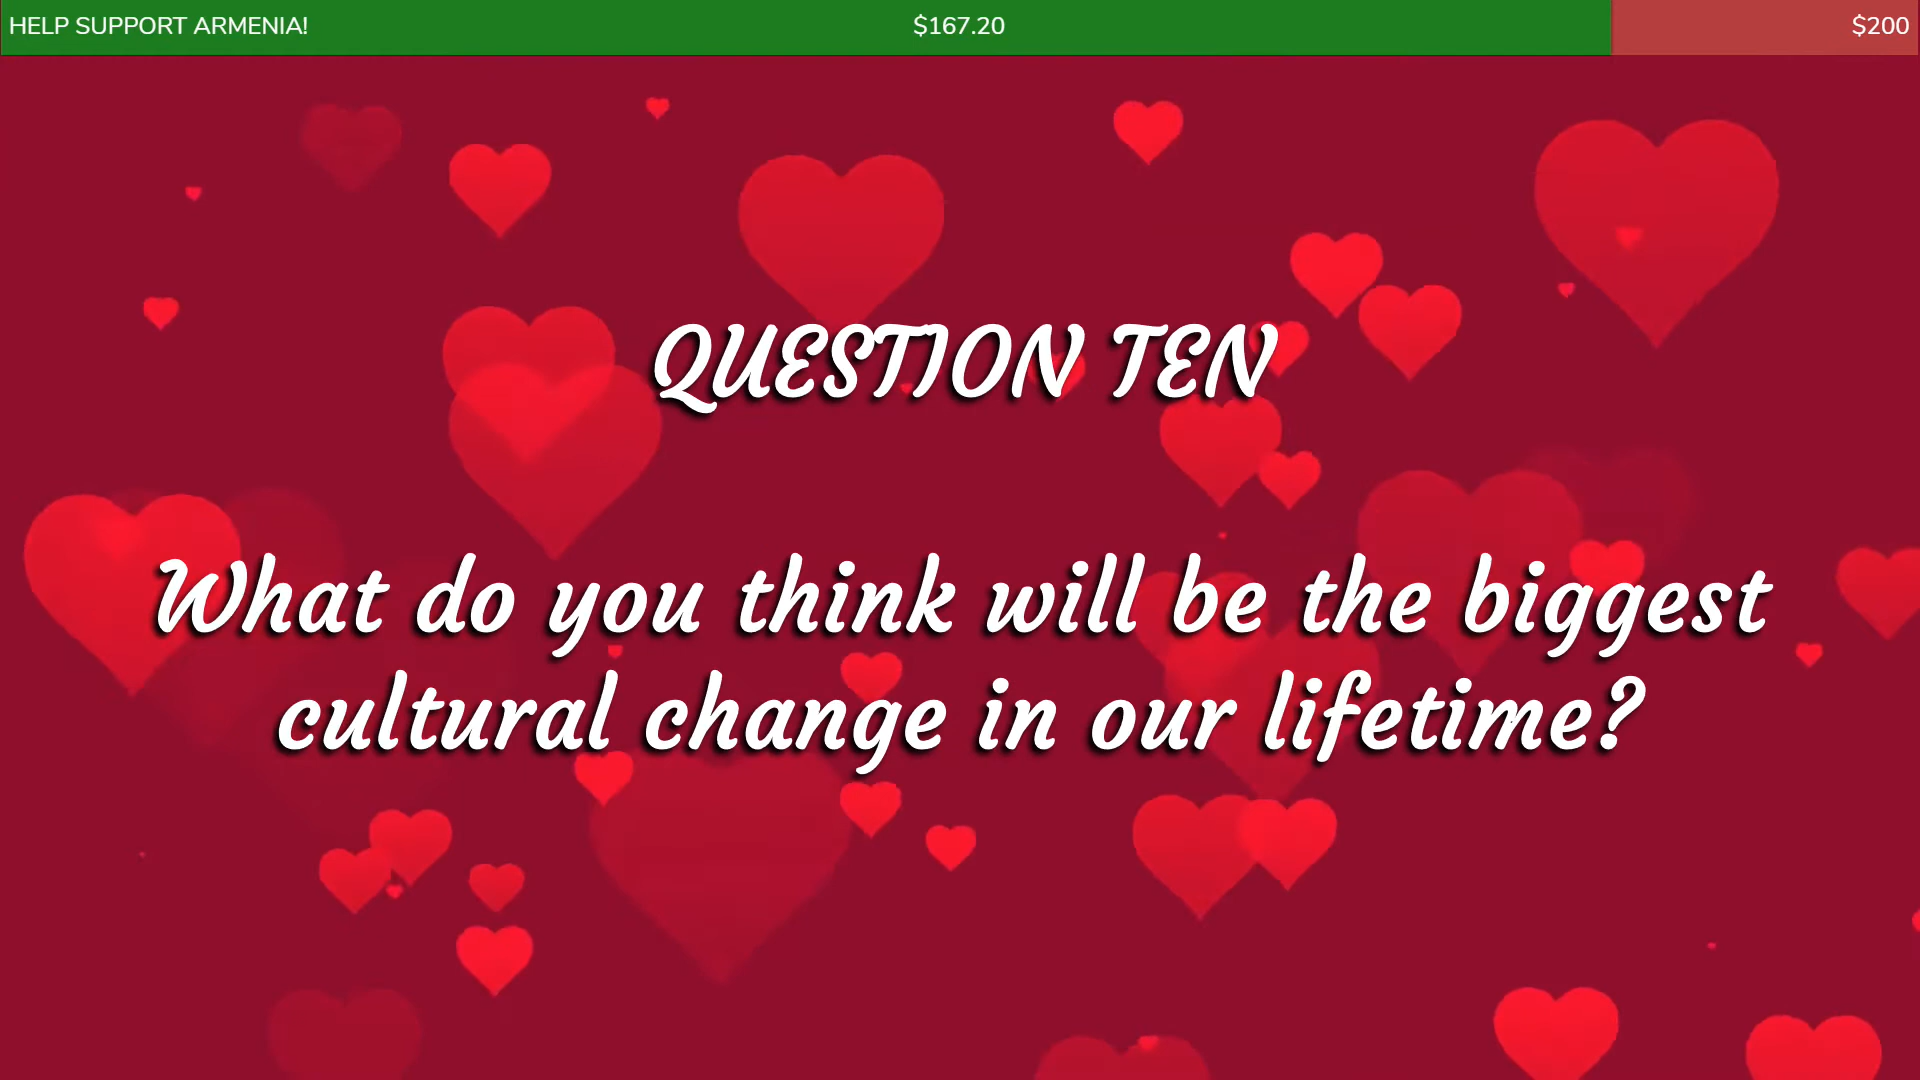 HELP SUPPORT ARMENIA! $167.20 $200
QUESTION TEN
What do you think will be the biggest
cultural change in our lifetime?